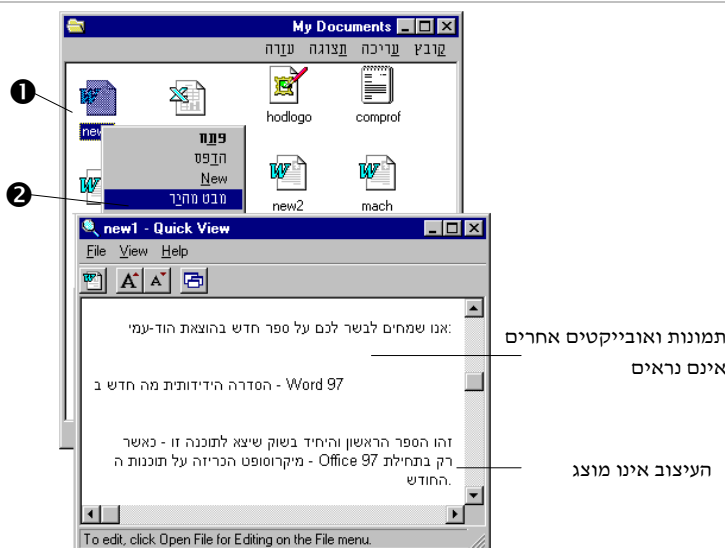 My Documents
קובץ עריכה תצוגה עזרה
❶
hodlogo
comprof
new
פתח
הדפס
New
מבט מהיר
❷
new2
mach
new1 - Quick View
File View Help
אנו שמחים לבשר לכם על ספר חדש בהוצאת הוד-עמי:
הסדרה הידידותית מה חדש ב - Word 97
זהו הספר הראשון והיחיד בשוק שיצא לתוכנה זו - כאשר
רק בתחילת Office 97 - מיקרוסופט הכריזה על תוכנות ה
החודש.
To edit, click Open File for Editing on the File menu.
תמונות ואובייקטים אחרים
אינם נראים
העיצוב אינו מוצג